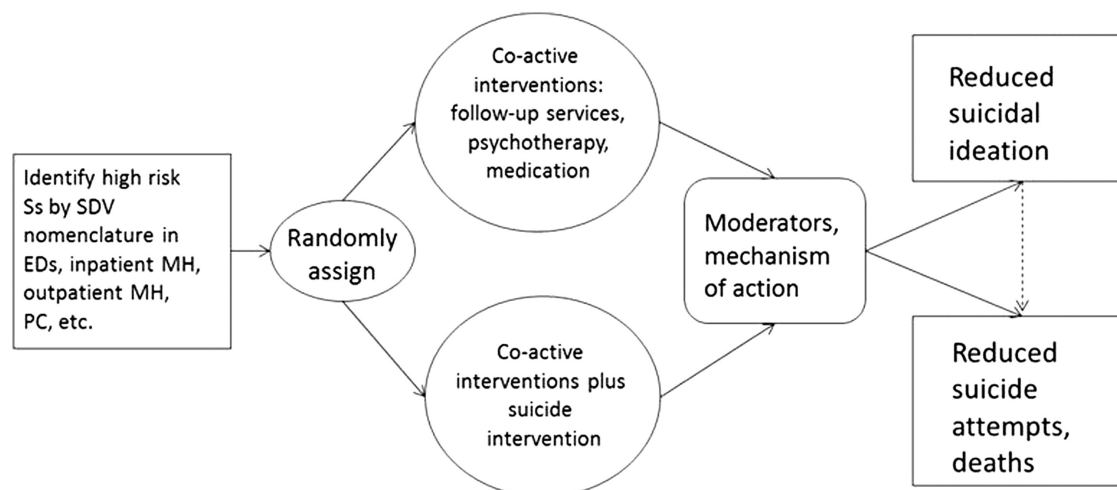 Identify high risk
Ss by SDV
nomenclature in
EDs, inpatient MH,
outpatient MH,
PC, etc.
Randomly
assign
Co-active
interventions:
follow-up services,
psychotherapy,
medication
Co-active
interventions plus
suicide
intervention
Moderators,
mechanism
of action
Reduced
suicidal
ideation
Reduced
suicide
attempts,
deaths